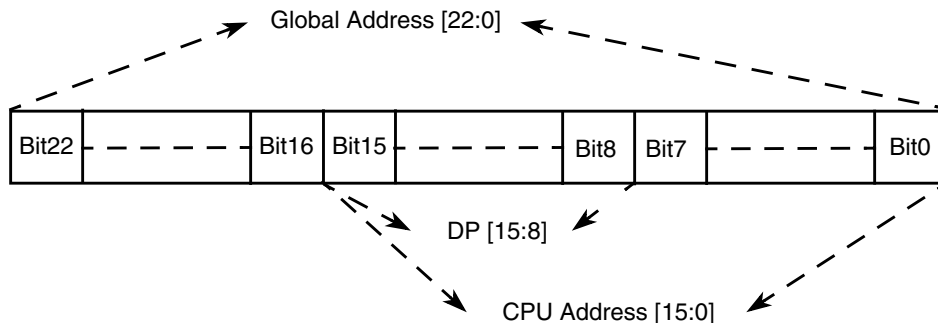 Global Address [22:0]
Bit22 Bit16 Bit15 Bit8 Bit7 Bit0
DP [15:8]
CPU Address [15:0]